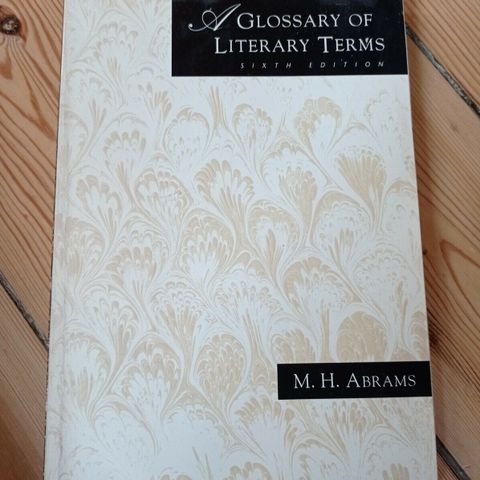 A GLOSSARY OF
LITERARY TERMS
SIXTH EDITION
M. H. ABRAMS